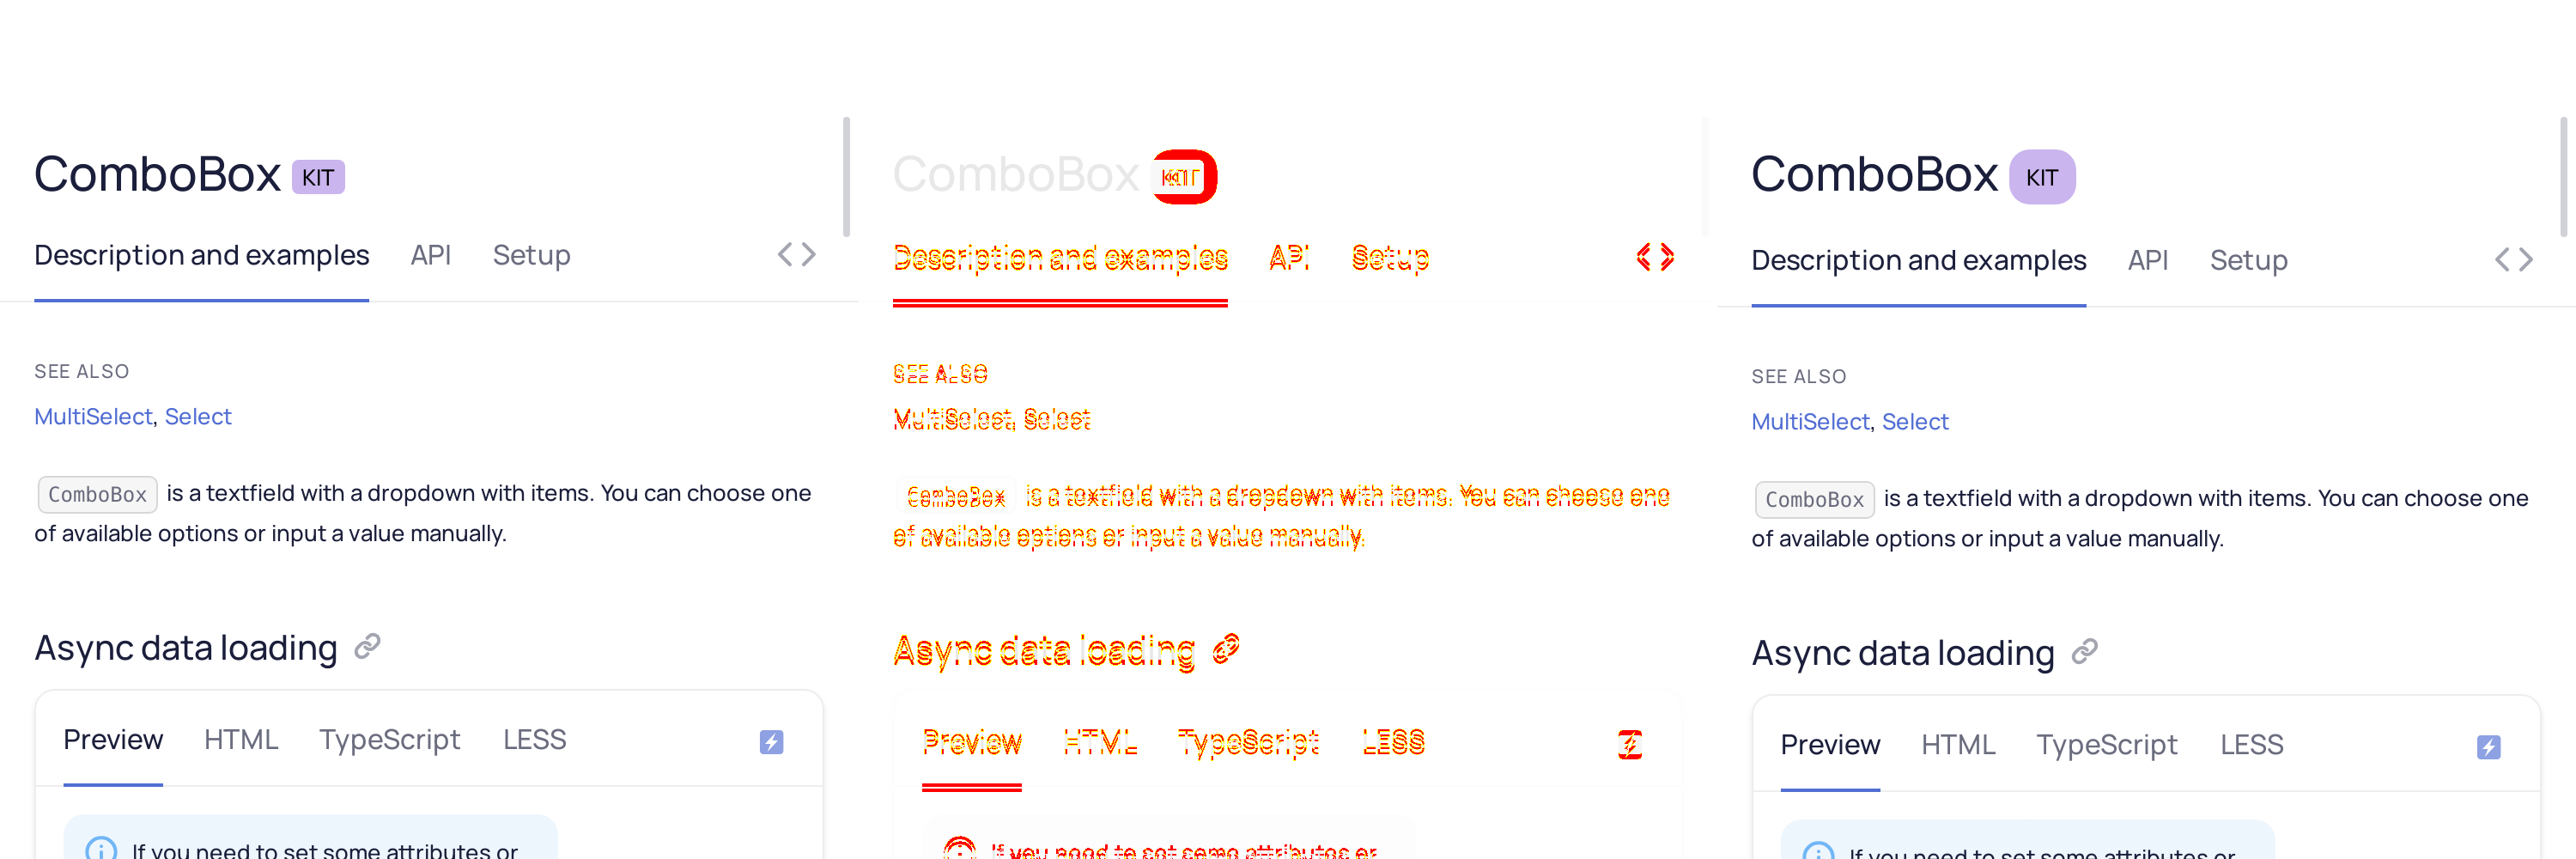 ComboBox KIT
Description and examples API Setup
SEE ALSO
MultiSelect, Select
ComboBox is a textfield with a dropdown with items. You can choose one
of available options or input a value manually.
Async data loading
Preview HTML TypeScript LESS
If you need to set some attributes or
ComboBox KIT
Description and examples API Setup
SEE ALSO
MultiSelect, Select
ComboBox is a textfield with a dropdown with items. You can choose one
of available options or input a value manually.
Async data loading
Preview HTML TypeScript LESS
If you need to set some attributes or
ComboBox KIT
Description and examples API Setup
SEE ALSO
MultiSelect, Select
ComboBox is a textfield with a dropdown with items. You can choose one
of available options or input a value manually.
Async data loading
Preview HTML TypeScript LESS
If you need to set some attributes or